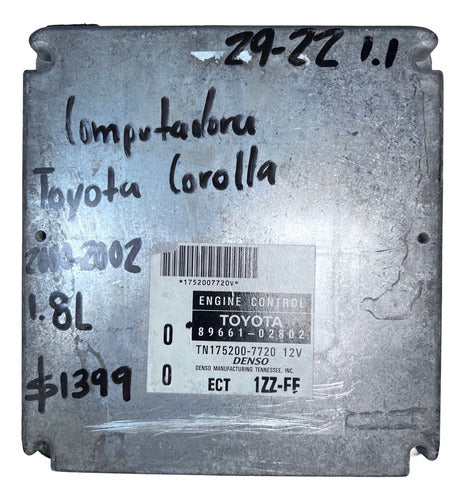 29-22 1.1
Computadora
Toyota Corolla
2000-2002
1.8L
$1399
*1752007720V*
ENGINE CONTROL
TOYOTA
89661-02802
TN175200-7720 12V
DENSO
DENSO MANUFACTURING TENNESSEE, INC.
ECT 1ZZ-FE
0
0